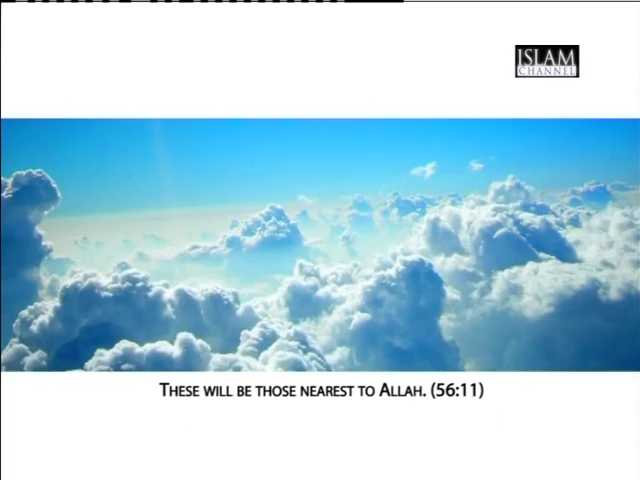 ISLAM
CHANNEL
THESE WILL BE THOSE NEAREST TO ALLAH. (56:11)